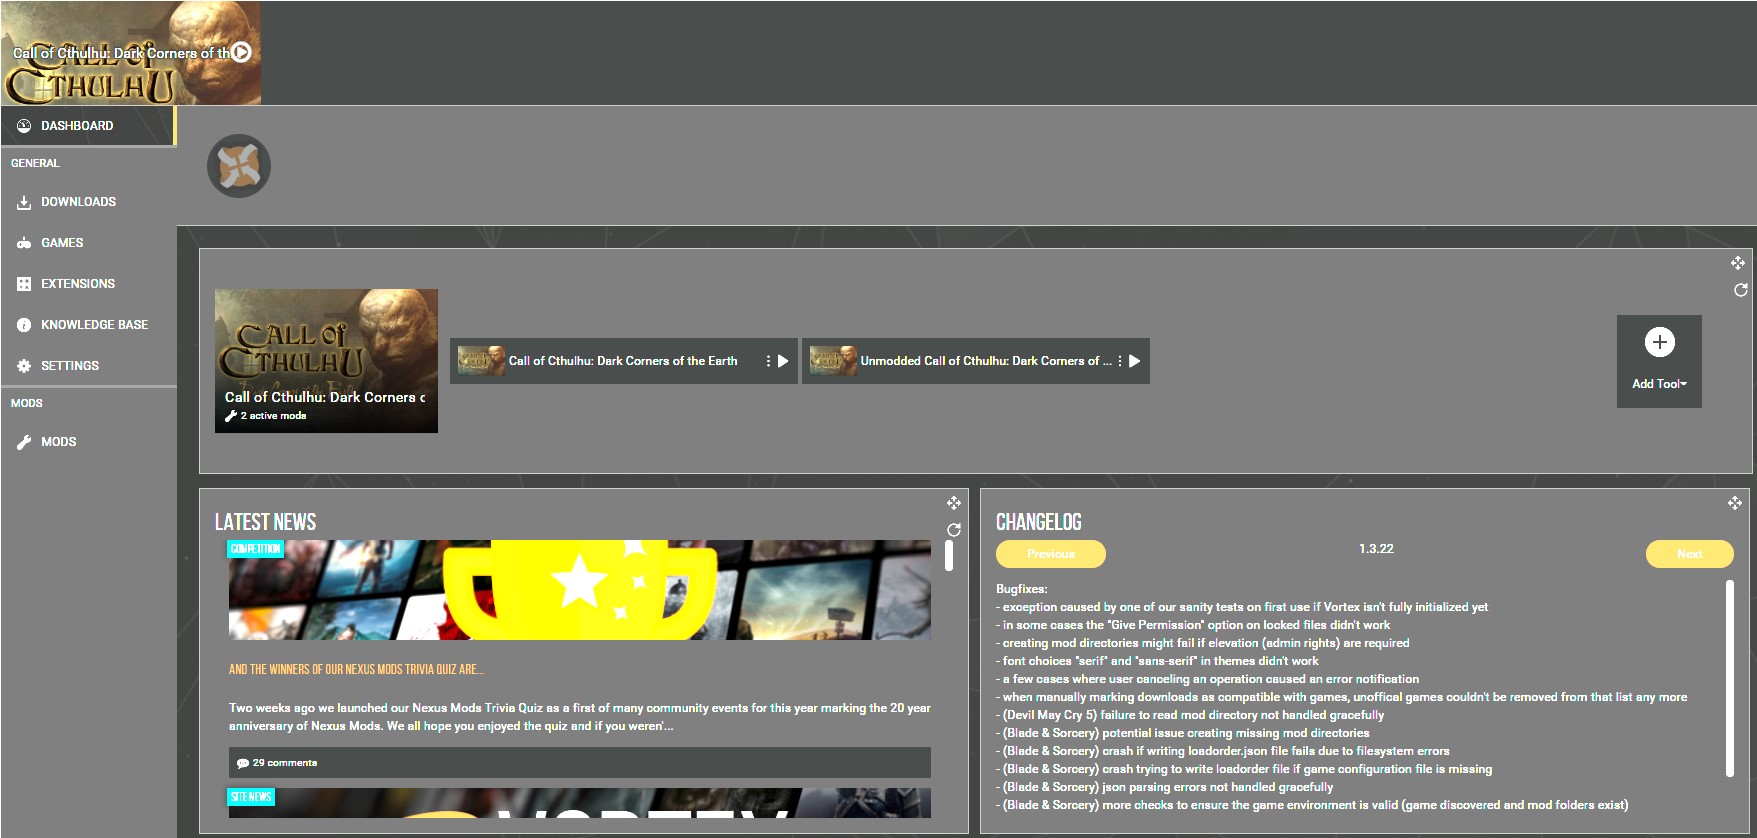 Call of Cthulhu: Dark Corners of th
CALL of
CTHULHU
DASHBOARD
GENERAL
DOWNLOADS
GAMES
EXTENSIONS
KNOWLEDGE BASE
SETTINGS
MODS
MODS
CALL of
CTHULHU
Call of Cthulhu: Dark Corners o
2 active mods
Call of Cthulhu: Dark Corners of the Earth
Unmodded Call of Cthulhu: Dark Corners of ...
Add Tool
LATEST NEWS
COMPETITION
AND THE WINNERS OF OUR NEXUS MODS TRIVIA QUIZ ARE...
Two weeks ago we launched our Nexus Mods Trivia Quiz as a first of many community events for this year marking the 20 year
anniversary of Nexus Mods. We all hope you enjoyed the quiz and if you weren'...
29 comments
SITE NEWS
VORTEX
CHANGELOG
Previous
1.3.22
Next
Bugfixes:
- exception caused by one of our sanity tests on first use if Vortex isn't fully initialized yet
- in some cases the "Give Permission" option on locked files didn't work
- creating mod directories might fail if elevation (admin rights) are required
- font choices "serif" and "sans-serif" in themes didn't work
- a few cases where user canceling an operation caused an error notification
- when manually marking downloads as compatible with games, unoffical games couldn't be removed from that list any more
- (Devil May Cry 5) failure to read mod directory not handled gracefully
- (Blade & Sorcery) potential issue creating missing mod directories
- (Blade & Sorcery) crash if writing loadorder.json file fails due to filesystem errors
- (Blade & Sorcery) crash trying to write loadorder file if game configuration file is missing
- (Blade & Sorcery) json parsing errors not handled gracefully
- (Blade & Sorcery) more checks to ensure the game environment is valid (game discovered and mod folders exist)